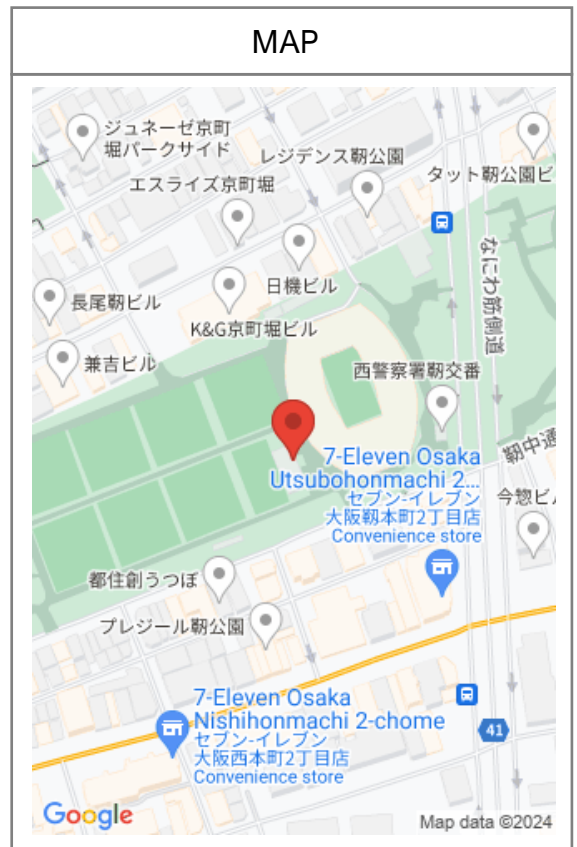 MAP
ジュネーゼ京町
堀パークサイド
レジデンス靭公園
タット靭公園ビ
エスライズ京町堀
なにわ筋側道
日機ビル
長尾靭ビル
K&G京町堀ビル
兼吉ビル
西警察署靭交番
靭中通
7-Eleven Osaka
Utsubohonmachi 2...
セブン-イレブン
大阪靱本町2丁目店
Convenience store
今惣ビ
都住創うつぼ
プレジール靭公園
7-Eleven Osaka
Nishihonmachi 2-chome
セブン-イレブン
大阪西本町2丁目店
Convenience store
41
Google
Map data ©2024